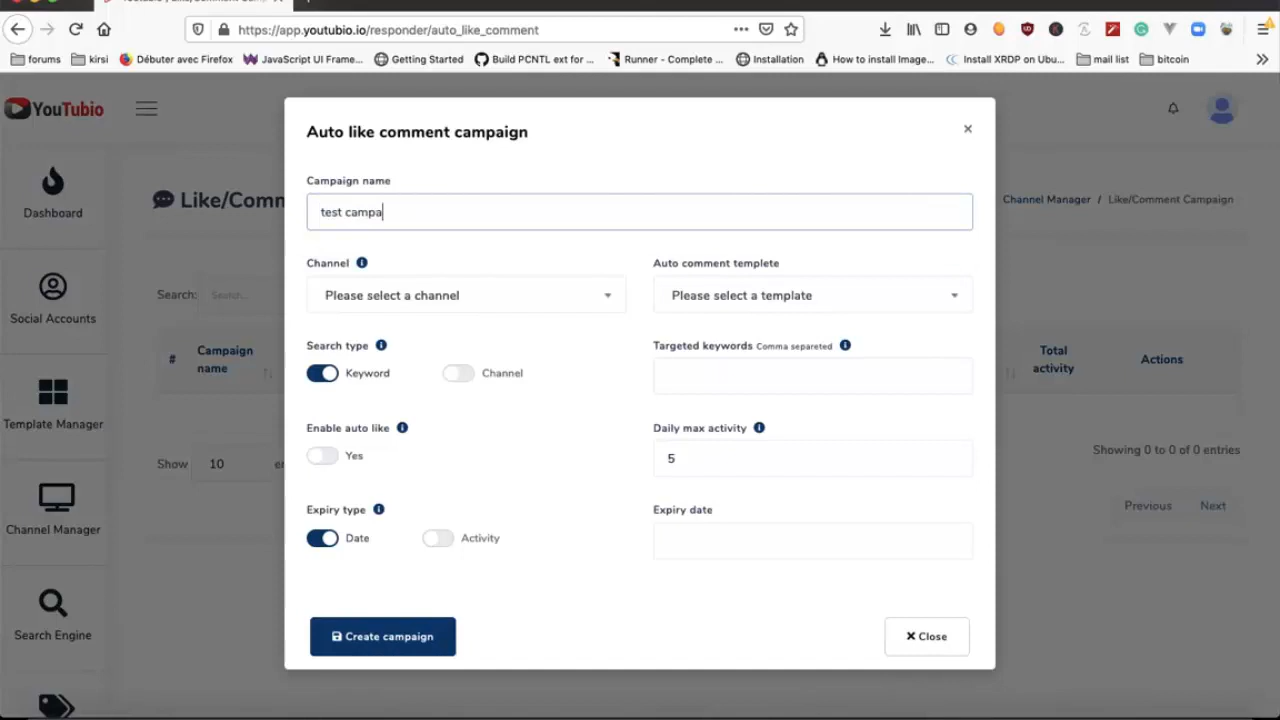 https://app.youtubio.io/responder/auto_like_comment
forums
kirsi
Débuter avec Firefox
JavaScript UI Frame...
Getting Started
Build PCNTL ext for ...
Runner - Complete ...
Installation
How to install Image...
Install XRDP on Ubu...
mail list
bitcoin
YouTubio
Auto like comment campaign
×
Dashboard
Social Accounts
Template Manager
Channel Manager
Search Engine
Like/Comm
Channel Manager / Like/Comment Campaign
Campaign name
test campa
Channel
Auto comment templete
Please select a channel
Please select a template
Search:
Search...
Search type
Targeted keywords Comma separeted
Keyword
Channel
#
Campaign name
Total activity
Actions
Enable auto like
Daily max activity
Yes
5
Show 10 en
Showing 0 to 0 of 0 entries
Expiry type
Expiry date
Date
Activity
Previous
Next
Create campaign
Close